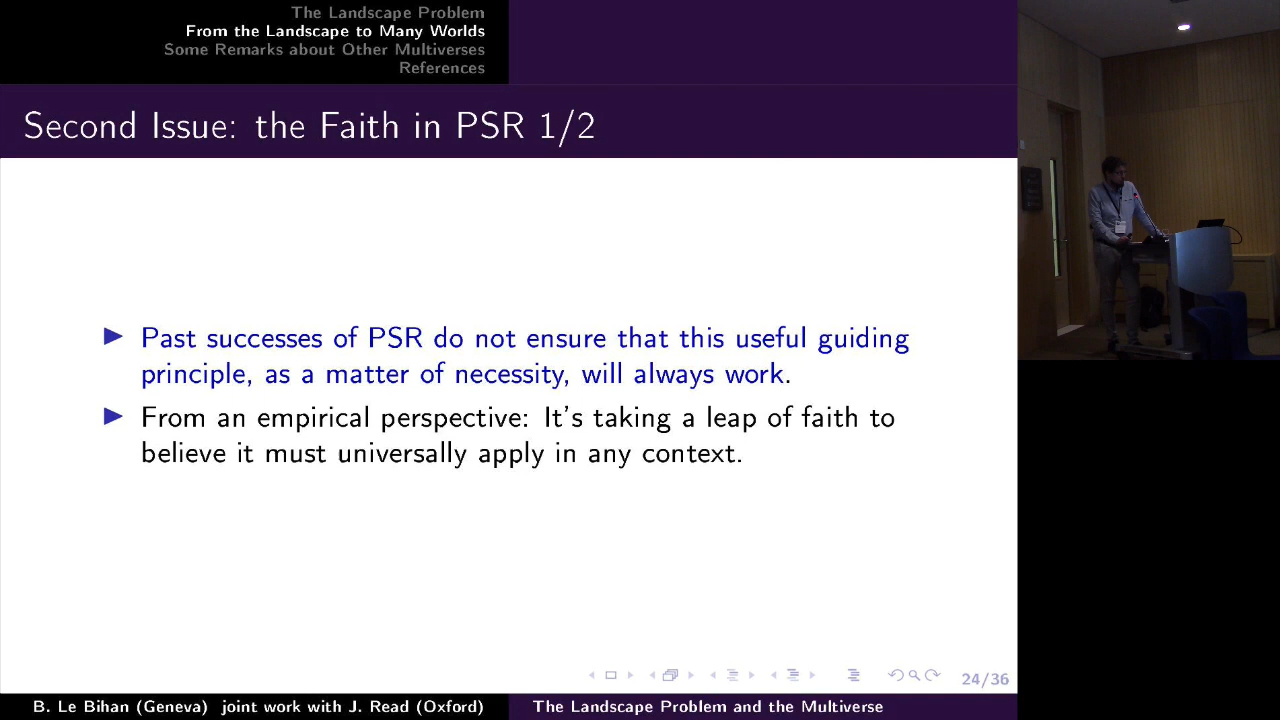 The Landscape Problem
From the Landscape to Many Worlds
Some Remarks about Other Multiverses
References
Second Issue: the Faith in PSR 1/2
Past successes of PSR do not ensure that this useful guiding
principle, as a matter of necessity, will always work.
From an empirical perspective: It's taking a leap of faith to
believe it must universally apply in any context.
24/36
B. Le Bihan (Geneva) joint work with J. Read (Oxford)
The Landscape Problem and the Multiverse